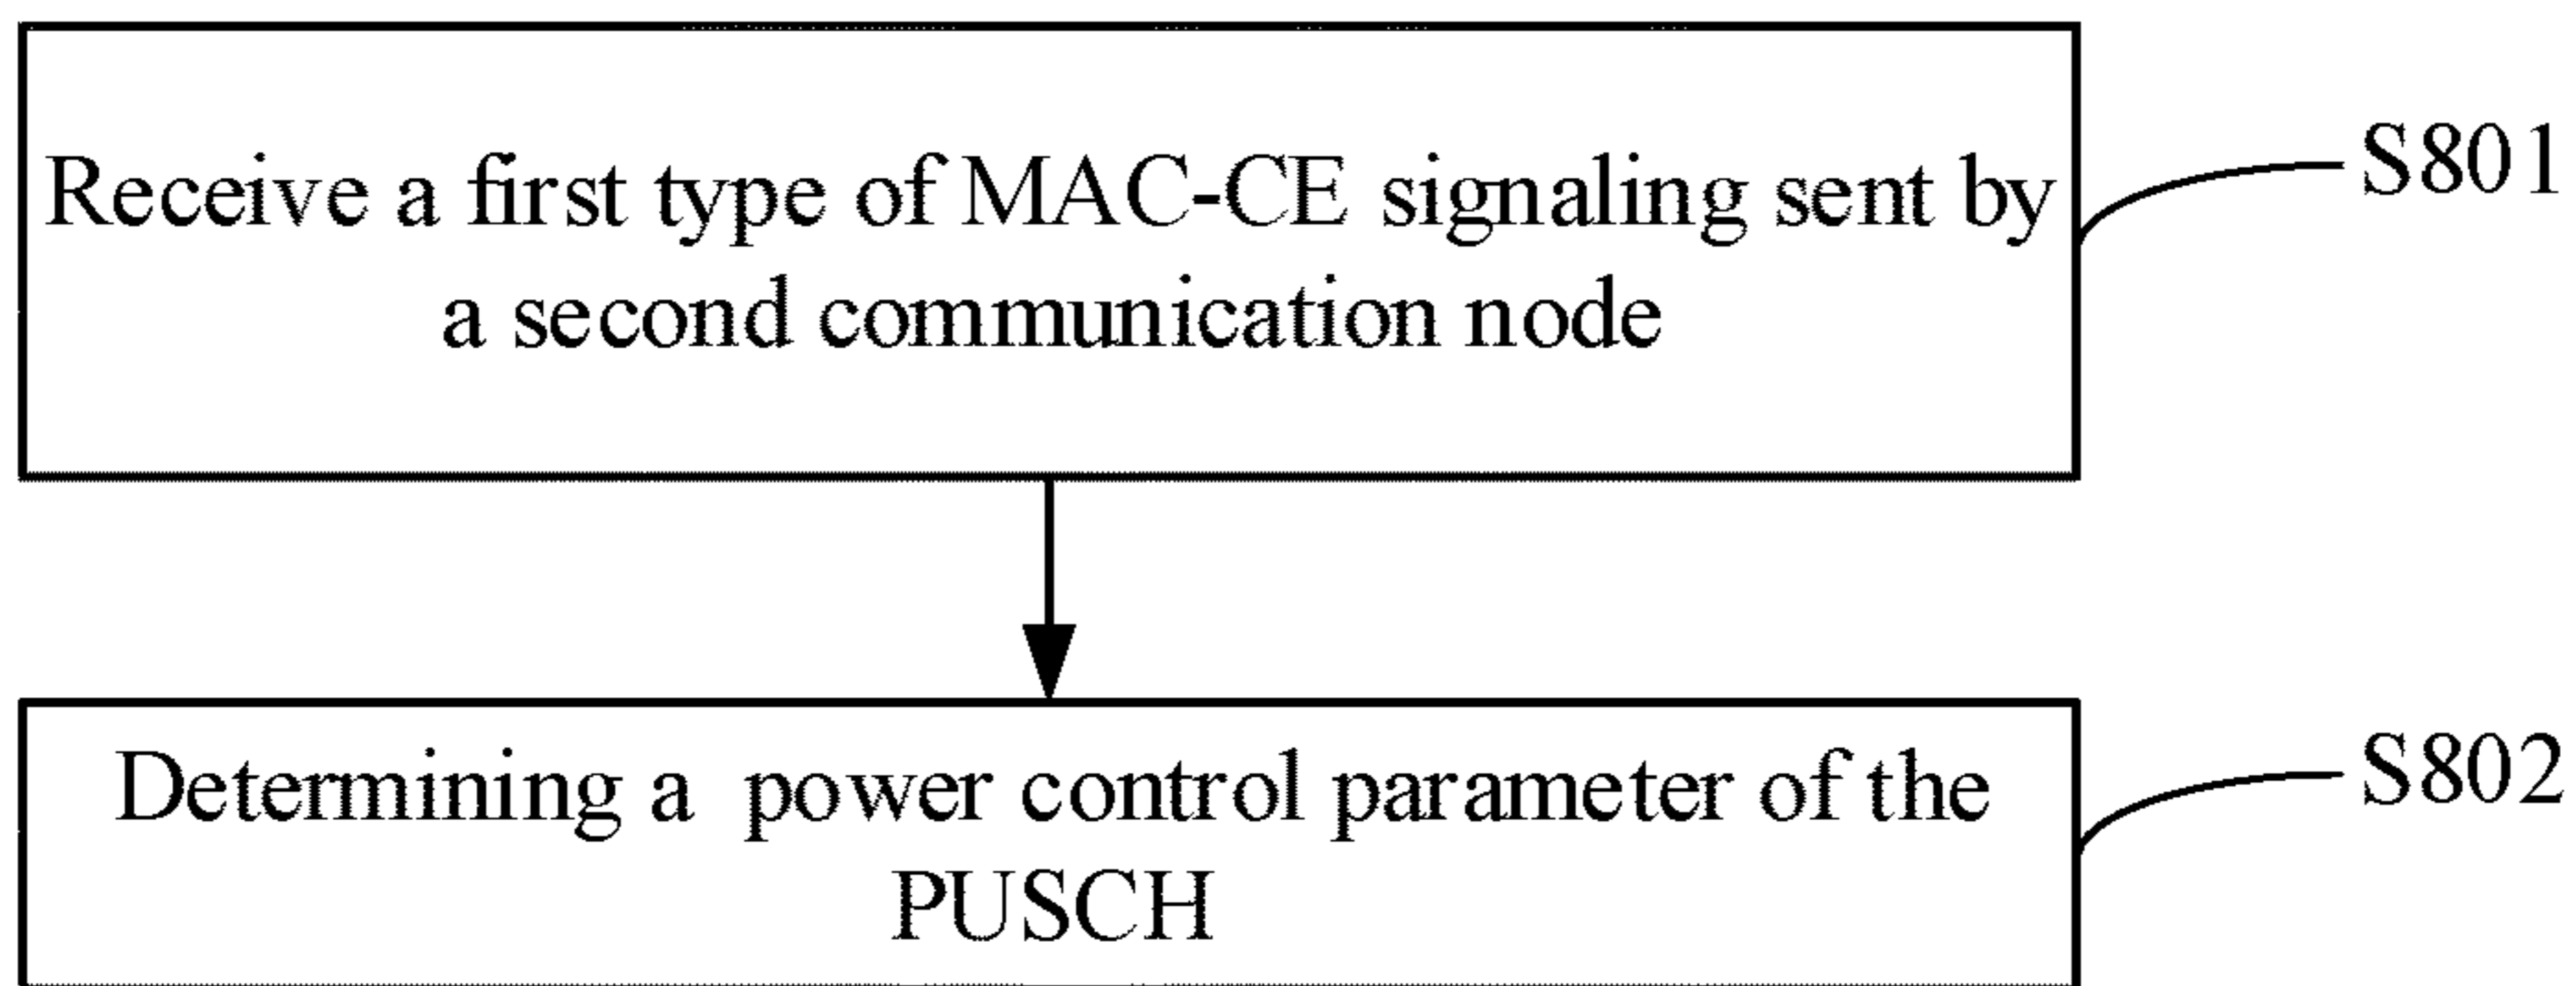 Receive a first type of MAC-CE signaling sent by
a second communication node
S801
Determining a power control parameter of the
PUSCH
S802